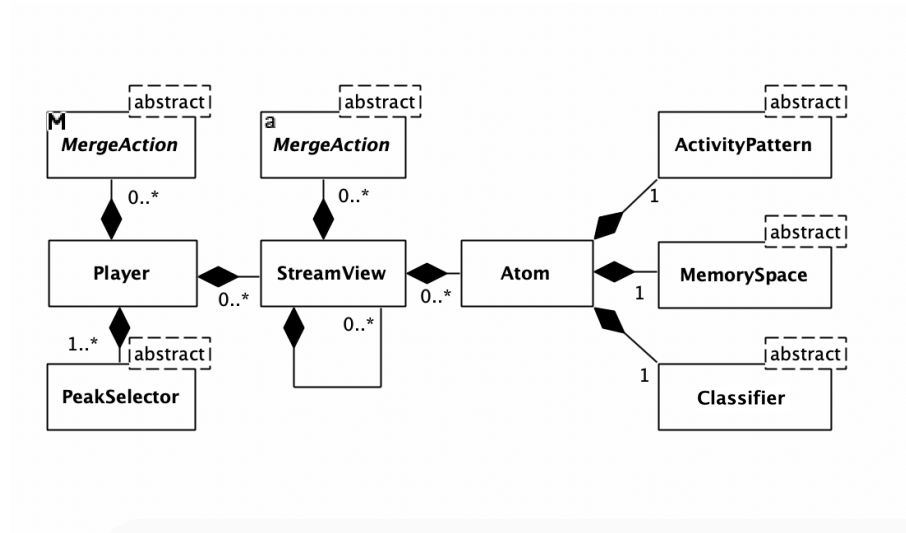 abstract
M
MergeAction
0..*
abstract
a
MergeAction
0..*
abstract
ActivityPattern
1
Player
0..*
StreamView
0..*
0..*
Atom
abstract
MemorySpace
1
1..*
abstract
PeakSelector
abstract
Classifier
1